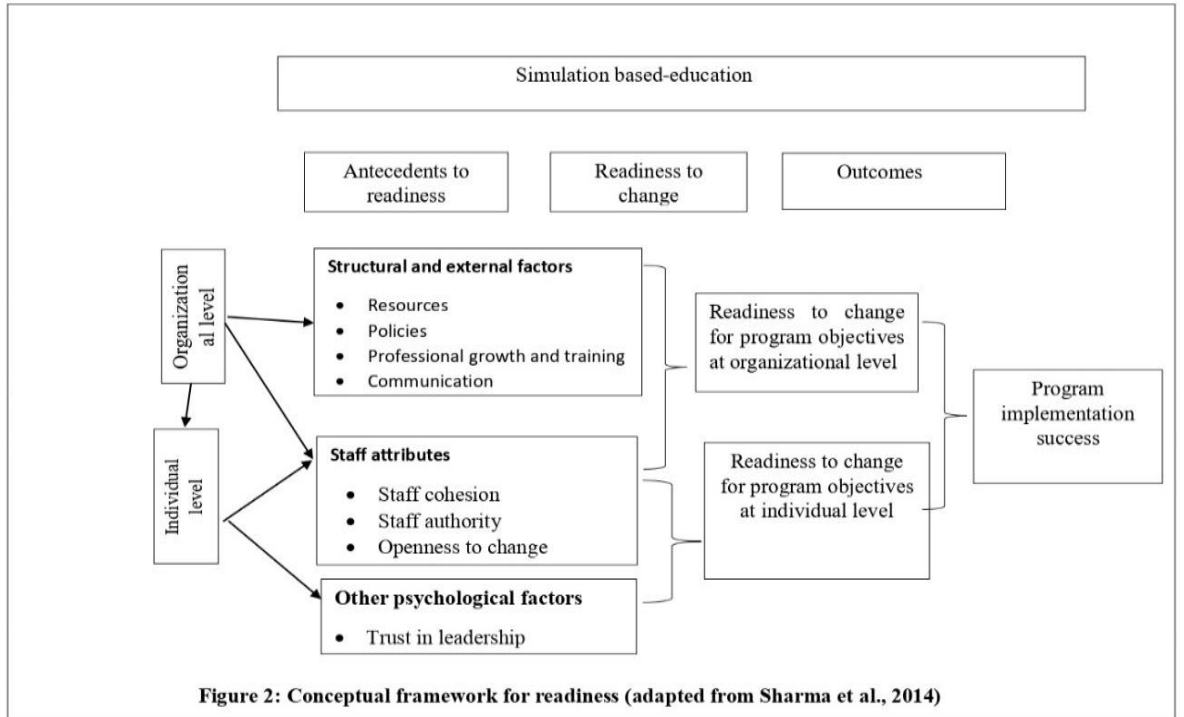 Simulation based-education
Antecedents to
readiness
Readiness to
change
Outcomes
Organization
al level
Structural and external factors
• Resources
• Policies
• Professional growth and training
• Communication
Readiness to change
for program objectives
at organizational level
Program
implementation
success
Individual
level
Staff attributes
• Staff cohesion
• Staff authority
• Openness to change
Readiness to change
for program objectives
at individual level
Other psychological factors
• Trust in leadership
Figure 2: Conceptual framework for readiness (adapted from Sharma et al., 2014)